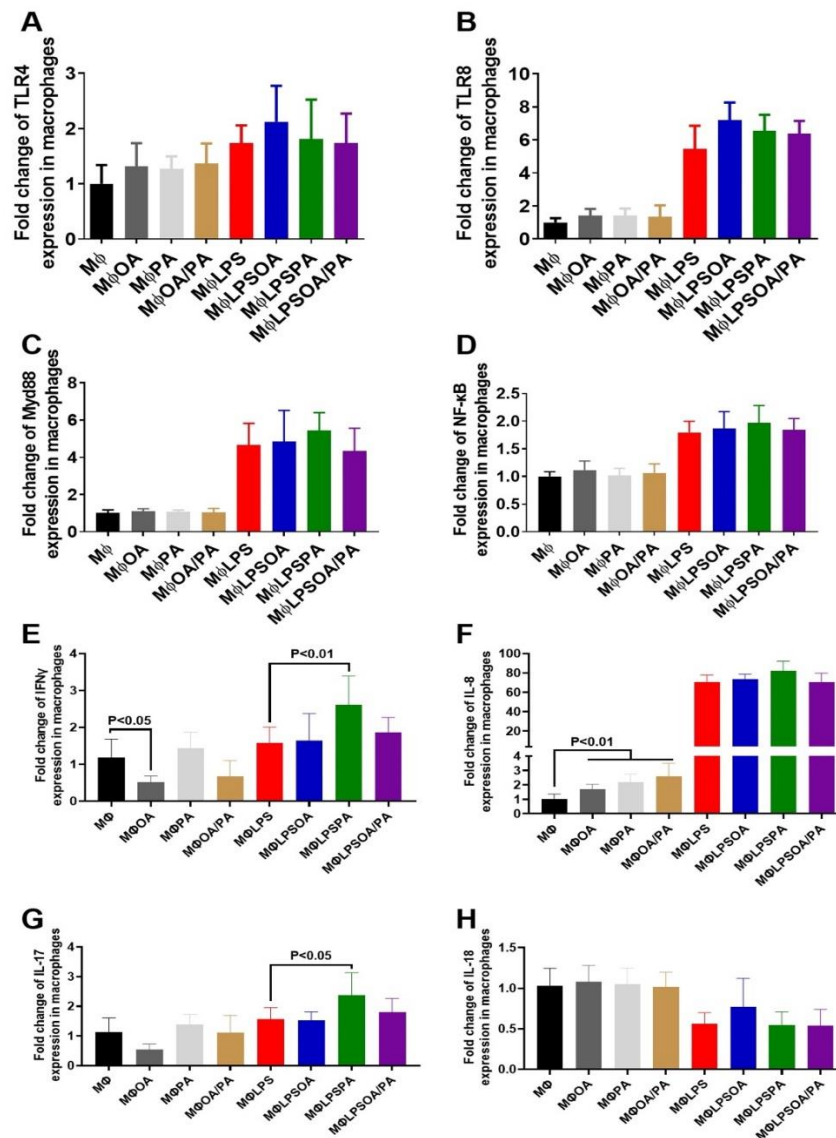 A
Fold change of TLR4
expression in macrophages
3
2
1
0
Mϕ
MϕOA
MϕPA
MϕOA/PA
MϕLPS
MϕLPSOA
MϕLPSPA
MϕLPSOA/PA
B
Fold change of TLR8
expression in macrophages
10
8
6
4
2
0
Mϕ
MϕOA
MϕPA
MϕOA/PA
MϕLPS
MϕLPSOA
MϕLPSPA
MϕLPSOA/PA
C
Fold change of Myd88
expression in macrophages
8
6
4
2
0
Mϕ
MϕOA
MϕPA
MϕOA/PA
MϕLPS
MϕLPSOA
MϕLPSPA
MϕLPSOA/PA
D
Fold change of NF-κB
expression in macrophages
2.5
2.0
1.5
1.0
0.5
0.0
Mϕ
MϕOA
MϕPA
MϕOA/PA
MϕLPS
MϕLPSOA
MϕLPSPA
MϕLPSOA/PA
E
Fold change of IFNγ
expression in macrophages
4
3
2
1
0
P<0.05
P<0.01
MΦ
MΦOA
MΦPA
MΦOA/PA
MΦLPS
MΦLPSOA
MΦLPSPA
MΦLPSOA/PA
F
Fold change of IL-8
expression in macrophages
100
80
60
40
4
3
2
1
0
P<0.01
MΦ
MΦOA
MΦPA
MΦOA/PA
MΦLPS
MΦLPSOA
MΦLPSPA
MΦLPSOA/PA
G
Fold change of IL-17
expression in macrophages
4
3
2
1
0
P<0.05
MΦ
MΦOA
MΦPA
MΦOA/PA
MΦLPS
MΦLPSOA
MΦLPSPA
MΦLPSOA/PA
H
Fold change of IL-18
expression in macrophages
1.5
1.0
0.5
0.0
MΦ
MΦOA
MΦPA
MΦOA/PA
MΦLPS
MΦLPSOA
MΦLPSPA
MΦLPSOA/PA